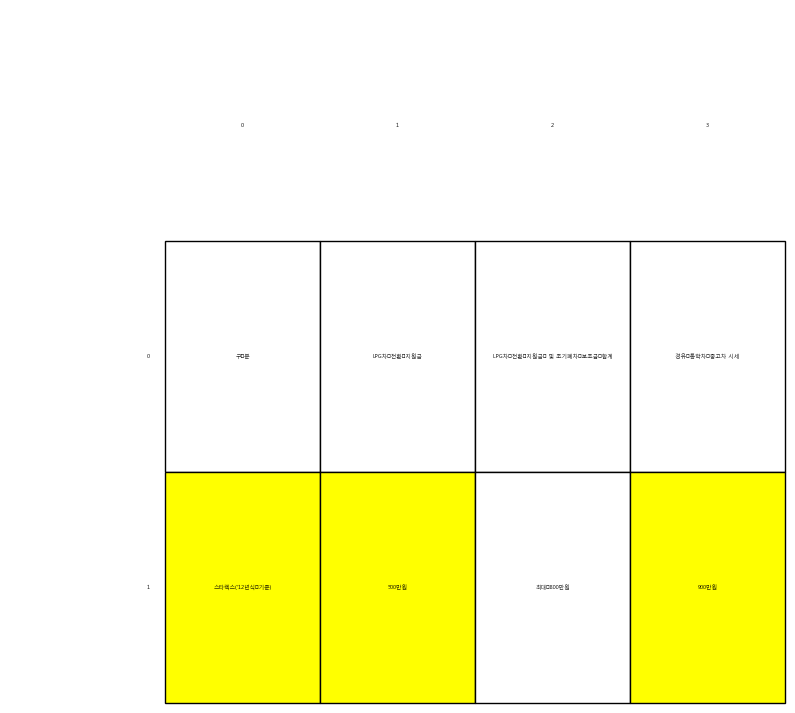 0 1 2 3
0 구□분 LPG차□전환□지원금 LPG차□전환□지원금□ 및 조기폐차□보조금□합계 경유□통학차□중고차 시세
1 스타렉스('12년식□기준) 500만원 최대□800만원 900만원